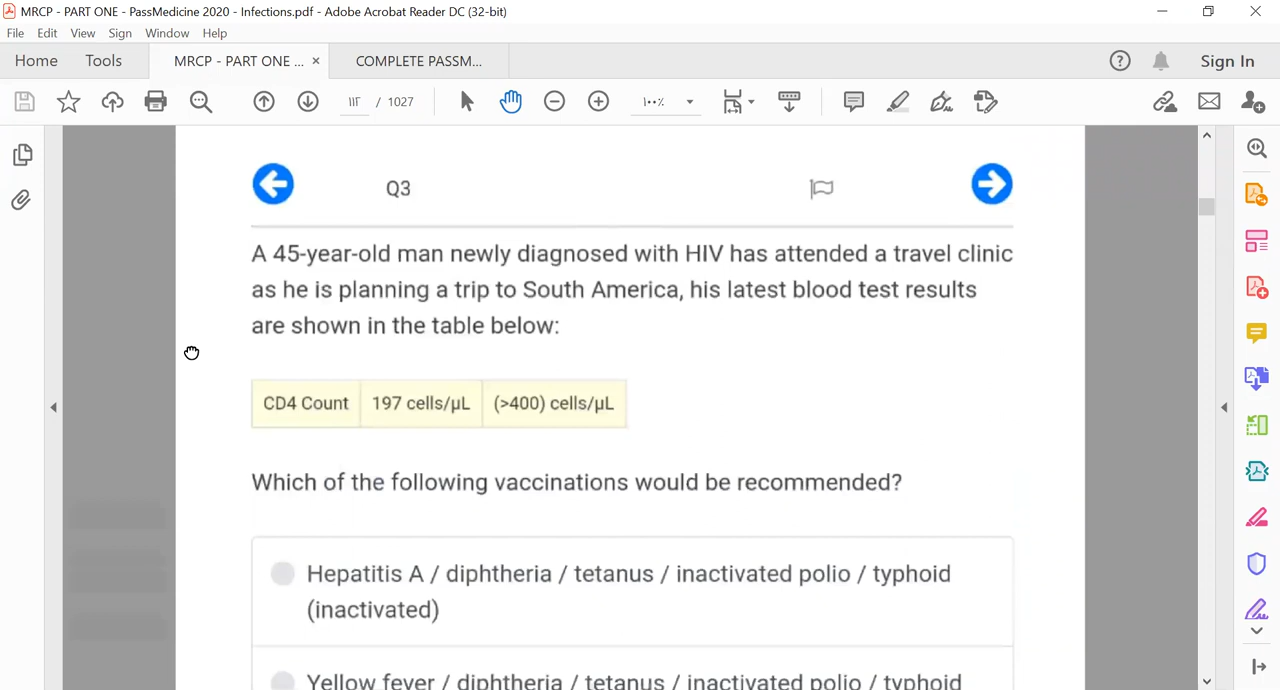 MRCP - PART ONE - PassMedicine 2020 - Infections.pdf - Adobe Acrobat Reader DC (32-bit)
File Edit View Sign Window Help
Home Tools MRCP - PART ONE ... × COMPLETE PASSM... Sign In
١١٢ / 1027 ١٠٠٪
Q3
A 45-year-old man newly diagnosed with HIV has attended a travel clinic
as he is planning a trip to South America, his latest blood test results
are shown in the table below:
CD4 Count 197 cells/µL (>400) cells/µL
Which of the following vaccinations would be recommended?
Hepatitis A / diphtheria / tetanus / inactivated polio / typhoid
(inactivated)
Yellow fever / diphtheria / tetanus / inactivated polio / typhoid